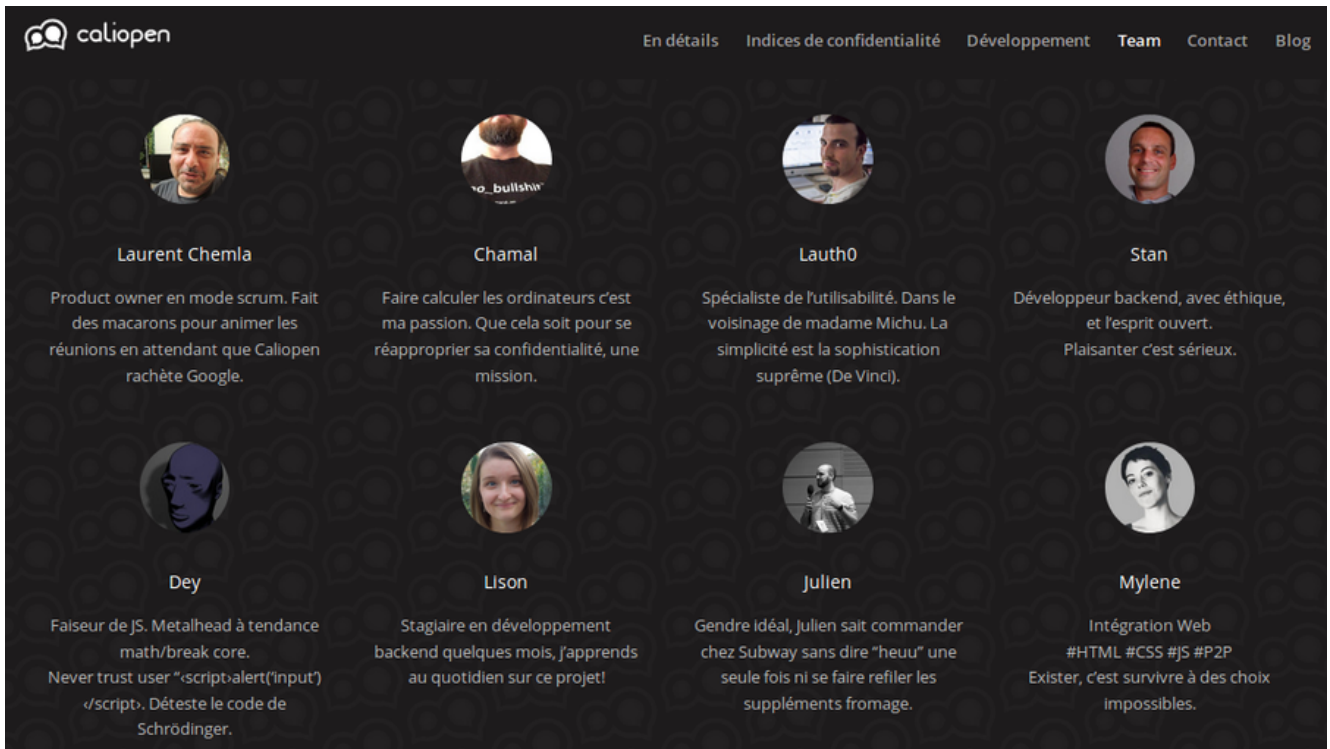 caliopen
En détails Indices de confidentialité Développement Team Contact Blog
no_bullshit
Laurent Chemla
Product owner en mode scrum. Fait
des macarons pour animer les
réunions en attendant que Caliopen
rachète Google.
Chamal
Faire calculer les ordinateurs c’est
ma passion. Que cela soit pour se
réapproprier sa confidentialité, une
mission.
Lauth0
Spécialiste de l’utilisabilité. Dans le
voisinage de madame Michu. La
simplicité est la sophistication
suprême (De Vinci).
Stan
Développeur backend, avec éthique,
et l’esprit ouvert.
Plaisanter c’est sérieux.
Dey
Faiseur de JS. Metalhead à tendance
math/break core.
Never trust user “‹script›alert(‘input’)
‹/script›. Déteste le code de
Schrödinger.
Lison
Stagiaire en développement
backend quelques mois, j’apprends
au quotidien sur ce projet!
Julien
Gendre idéal, Julien sait commander
chez Subway sans dire “heuu” une
seule fois ni se faire refiler les
suppléments fromage.
Mylene
Intégration Web
#HTML #CSS #JS #P2P
Exister, c’est survivre à des choix
impossibles.